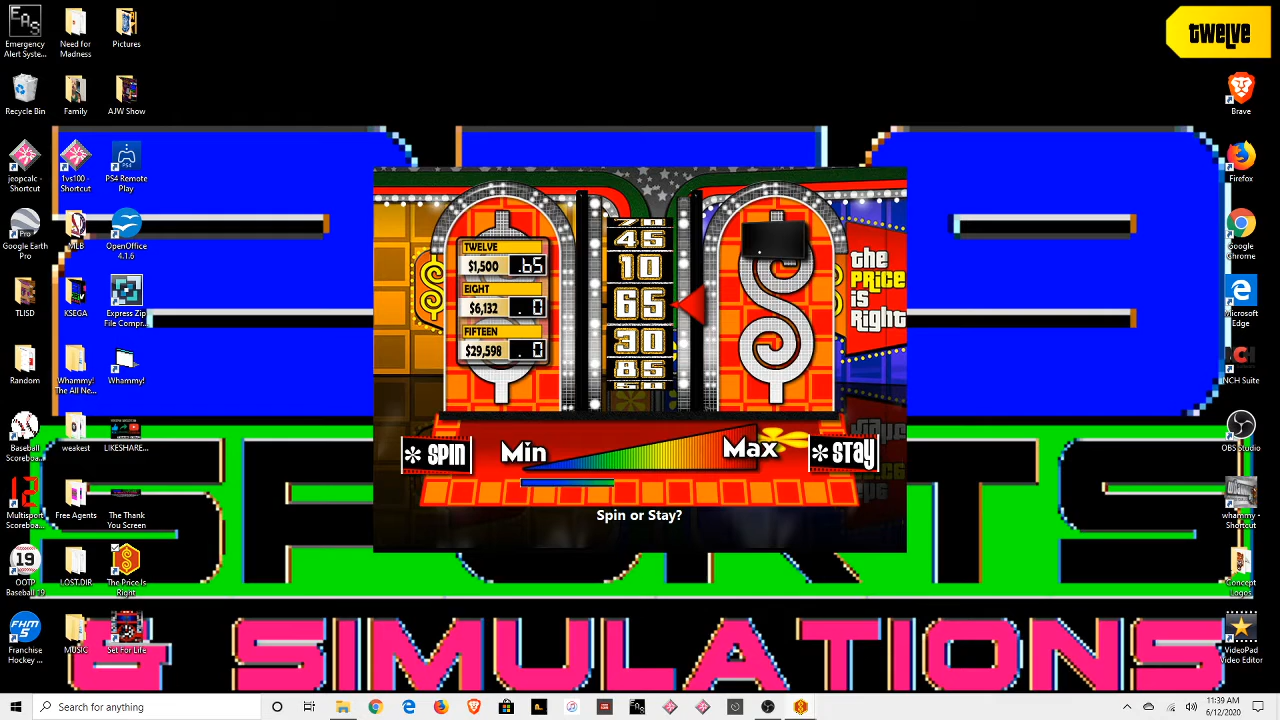 Emergency
Alert Syste...
Need for
Madness
Pictures
Recycle Bin
Family
AJW Show
jeopcalc -
Shortcut
1vs100 -
Shortcut
PS4 Remote
Play
Google Earth
Pro
MLB
OpenOffice
4.1.6
TLISD
KSEGA
Express Zip
File Compr...
Random
Whammy!
The All Ne...
Whammy!
Baseball
Scoreboa...
weakest
LIKESHARE...
Multisport
Scoreboa...
Free Agents
The Thank
You Screen
OOTP
Baseball 19
LOST.DIR
The Price Is
Right
Franchise
Hockey ...
MUSIC
Set For Life
TWELVE
Brave
Firefox
Google
Chrome
Microsoft
Edge
NCH Suite
OBS Studio
whammy -
Shortcut
Concept
Logos
VideoPad
Video Editor
TWELVE
$1,500 .65
EIGHT
$6,132 . 0
FIFTEEN
$29,598 . 0
70
45
10
65
30
85
50
the
PRICE
is
Right
* SPIN
Min
Max
* STAY
Spin or Stay?
SPORTS
& SIMULATIONS
Search for anything
11:39 AM
6/12/2020